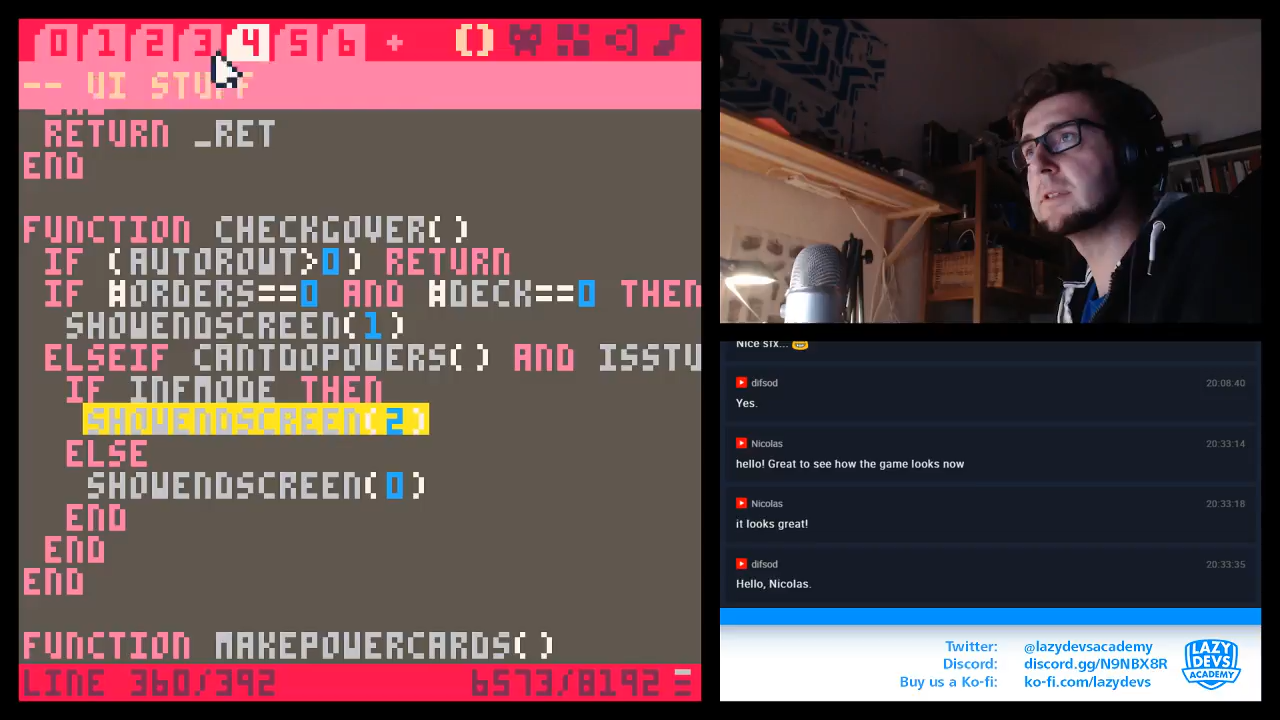 0 1 2 3 4 5 6 +
-- UI STUFF
RETURN _RET
END
FUNCTION CHECKGOVER()
IF (AUTOROWT>0) RETURN
IF #ORDERS==0 AND #DECK==0 THEN
SHOWENDSCREEN(1)
ELSEIF CANTDOPOWERS() AND ISSTU
IF INFMODE THEN
SHOWENDSCREEN(2)
ELSE
SHOWENDSCREEN(0)
END
END
END
FUNCTION MAKEPOWERCARDS()
LINE 360/392 6573/8192
Nice sfx...
difsod 20:08:40
Yes.
Nicolas 20:33:14
hello! Great to see how the game looks now
Nicolas 20:33:18
it looks great!
difsod 20:33:35
Hello, Nicolas.
Twitter: @lazydevsacademy
Discord: discord.gg/N9NBX8R
Buy us a Ko-fi: ko-fi.com/lazydevs
LAZY DEVS ACADEMY